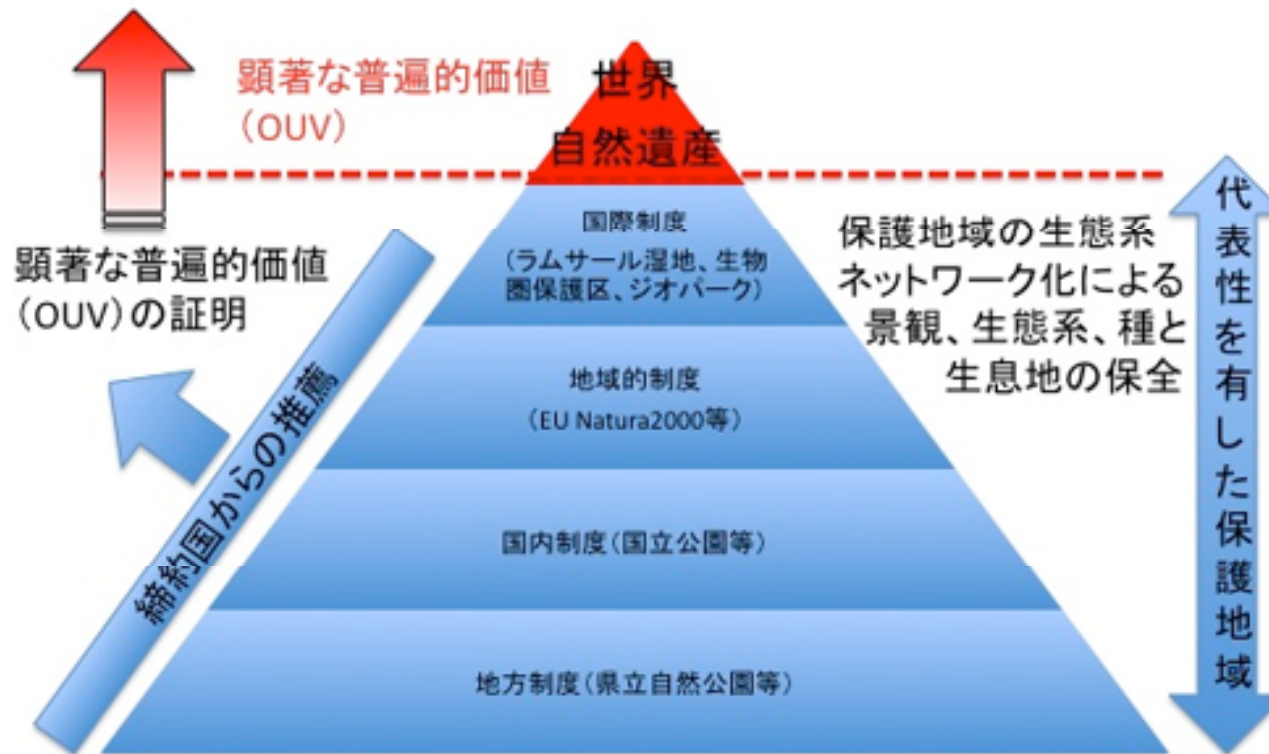 顕著な普遍的価値
（OUV）
世界
自然遺産
顕著な普遍的価値
（OUV）の証明
締約国からの推薦
国際制度
（ラムサール湿地、生物
圏保護区、ジオパーク）
地域的制度
（EU Natura2000等）
国内制度（国立公園等）
地方制度（県立自然公園等）
保護地域の生態系
ネットワーク化による
景観、生態系、種と
生息地の保全
代表性を有した保護地域